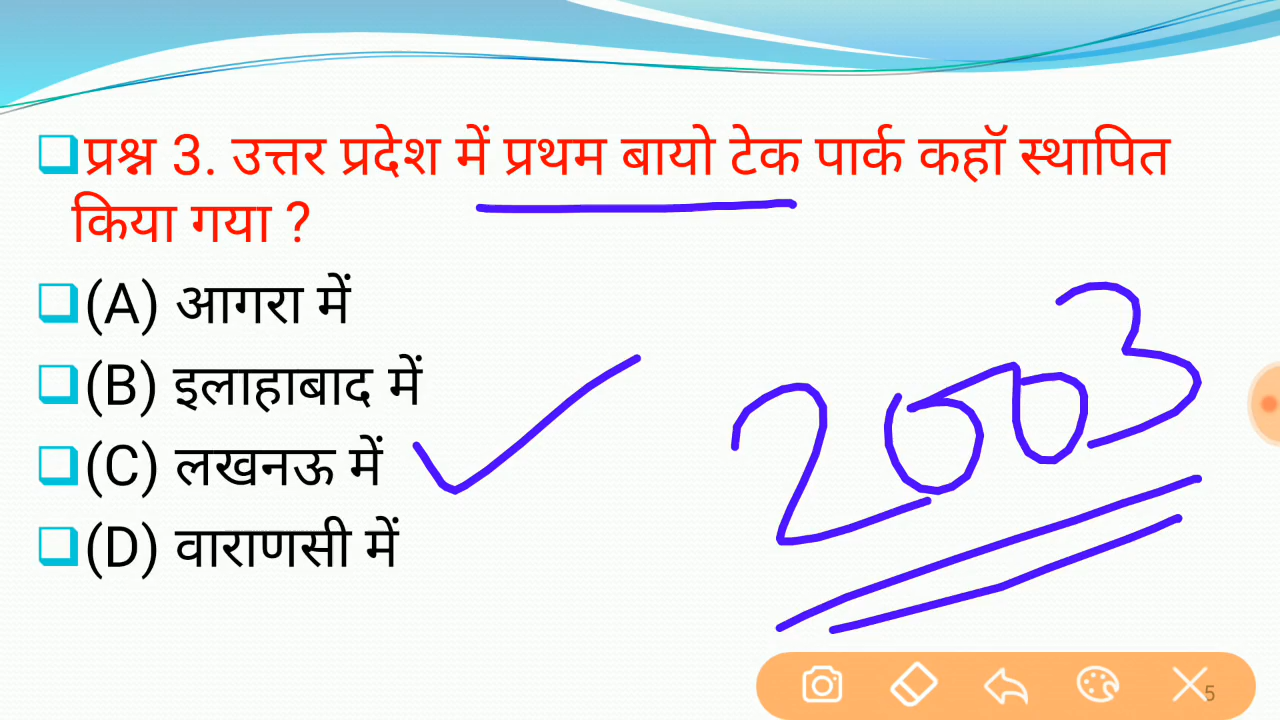 प्रश्न 3. उत्तर प्रदेश में प्रथम बायो टेक पार्क कहॉ स्थापित
किया गया ?
(A) आगरा में
(B) इलाहाबाद में
(C) लखनऊ में
(D) वाराणसी में
2003
5